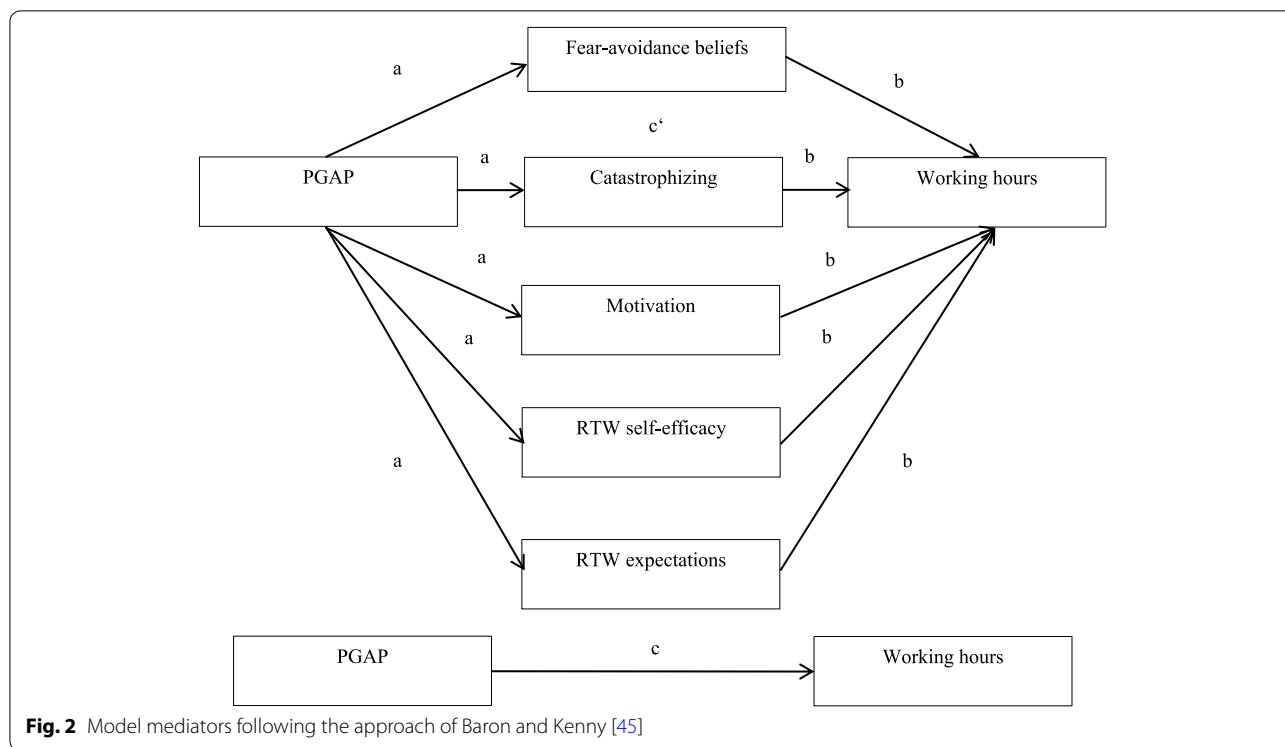 Fear-avoidance beliefs
a
b
c‘
a
b
PGAP
Catastrophizing
Working hours
a
b
Motivation
a
b
RTW self-efficacy
a
b
RTW expectations
PGAP
c
Working hours
Fig. 2 Model mediators following the approach of Baron and Kenny [45]